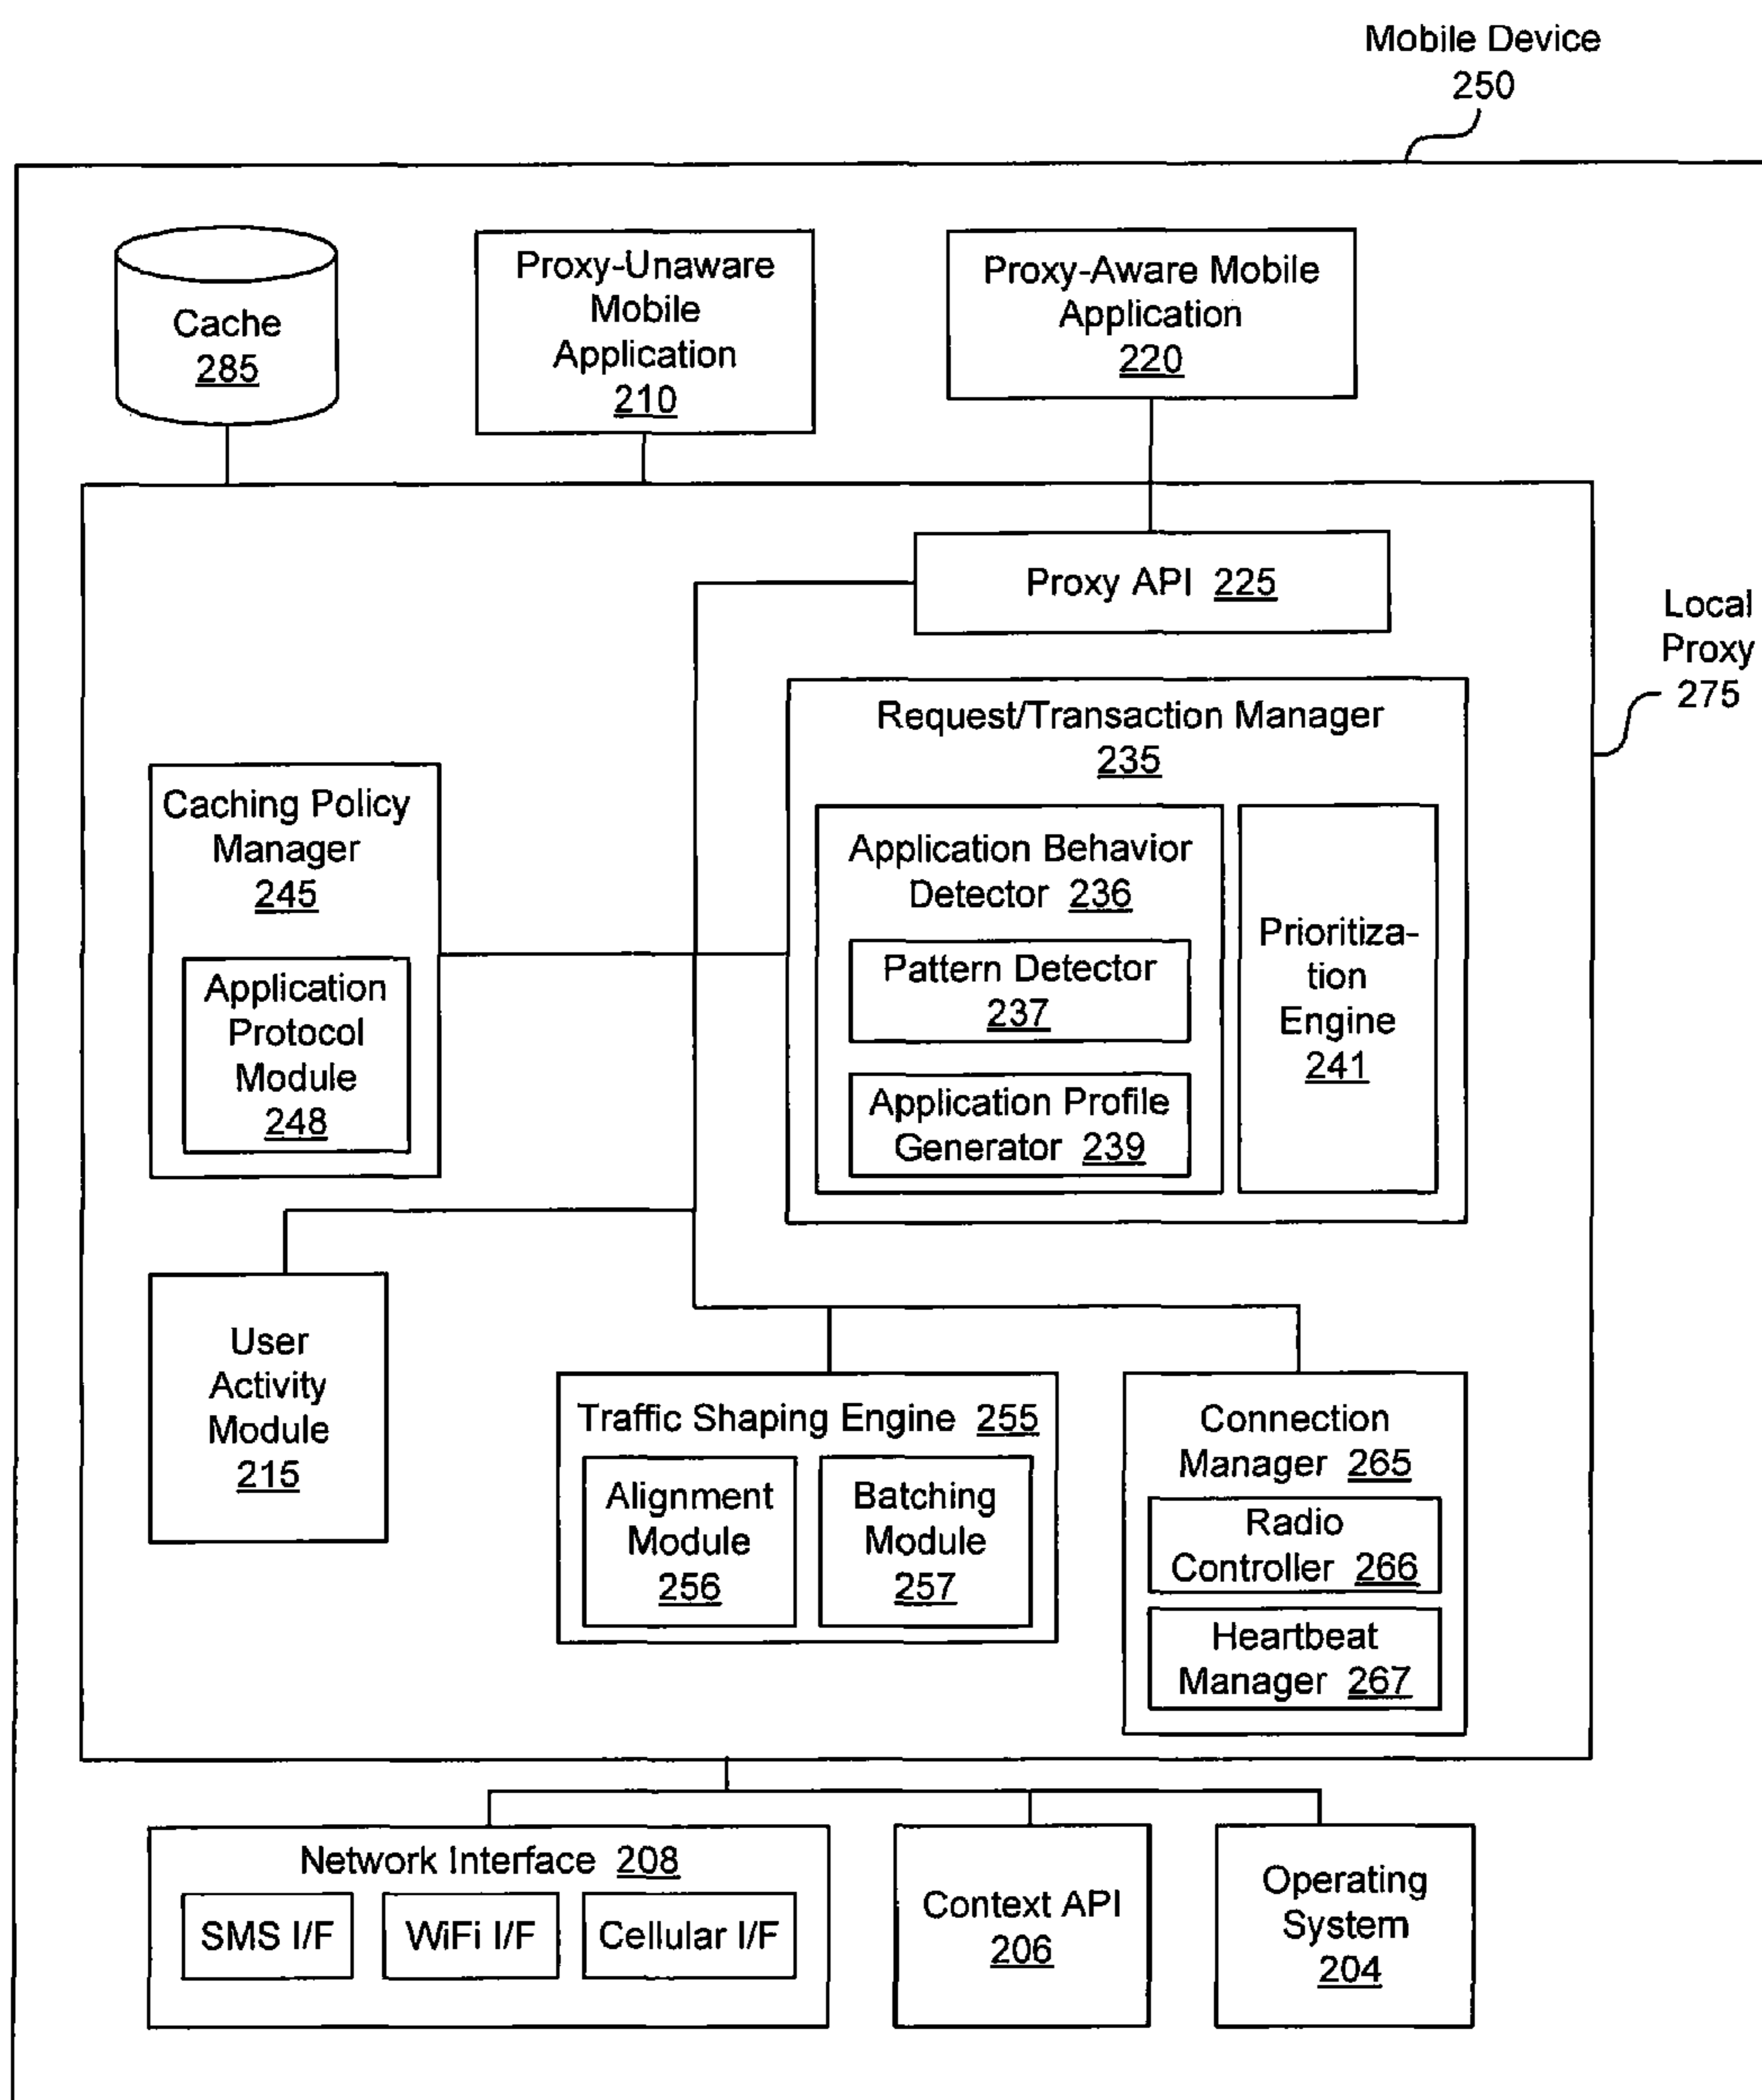 Mobile Device
250
Cache
285
Proxy-Unaware
Mobile
Application
210
Proxy-Aware Mobile
Application
220
Proxy API 225
Local
Proxy
275
Request/Transaction Manager
235
Caching Policy
Manager
245
Application
Protocol
Module
248
Application Behavior
Detector 236
Pattern Detector
237
Application Profile
Generator 239
Prioritiza-
tion
Engine
241
User
Activity
Module
215
Traffic Shaping Engine 255
Alignment
Module
256
Batching
Module
257
Connection
Manager 265
Radio
Controller 266
Heartbeat
Manager 267
Network Interface 208
SMS I/F
WiFi I/F
Cellular I/F
Context API
206
Operating
System
204